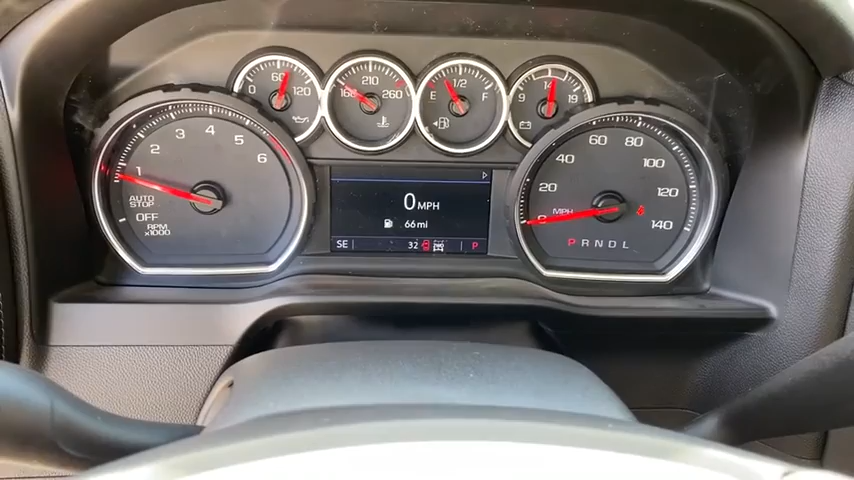 0 60 120
160 210 260
E 1/2 F
9 14 19
1 2 3 4 5 6
AUTO
STOP
OFF
RPM
x1000
0 MPH
66 mi
SE 32 P
0 20 40 60 80 100 120 140
MPH
P R N D L